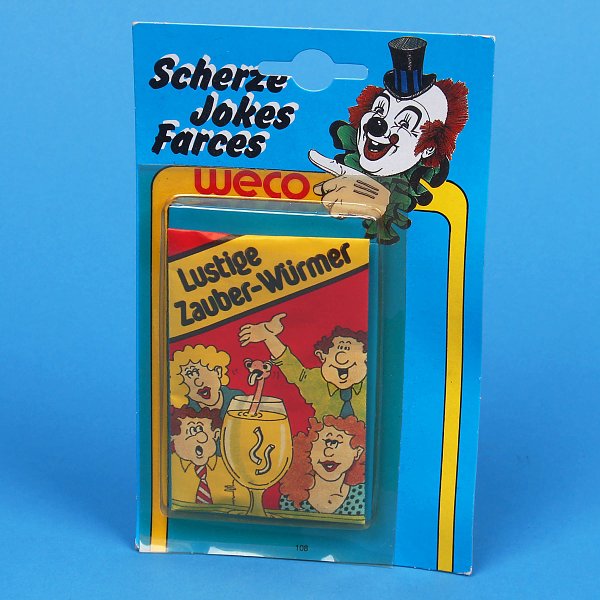 Scherze
Jokes
Farces
weco
Lustige
Zauber-Würmer
108